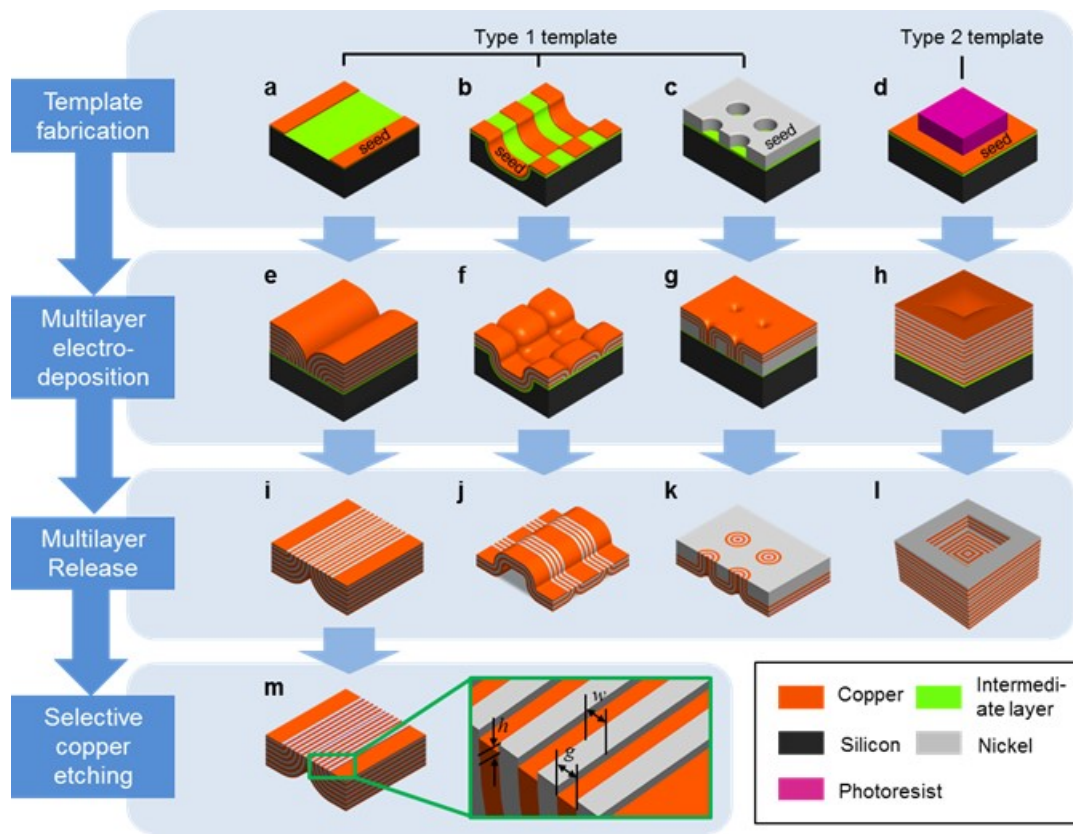 Type 1 template
Type 2 template
Template
fabrication
a
b
c
d
seed
seed
seed
seed
Multilayer
electro-
deposition
e
f
g
h
Multilayer
Release
i
j
k
l
Selective
copper
etching
m
h
w
g
Copper
Intermedi-
ate layer
Silicon
Nickel
Photoresist